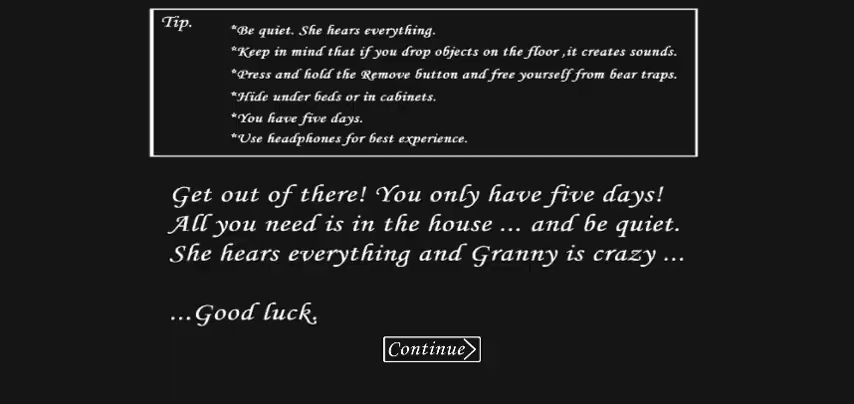 Tip.
*Be quiet. She hears everything.
*Keep in mind that if you drop objects on the floor ,it creates sounds.
*Press and hold the Remove button and free yourself from bear traps.
*Hide under beds or in cabinets.
*You have five days.
*Use headphones for best experience.
Get out of there! You only have five days!
All you need is in the house ... and be quiet.
She hears everything and Granny is crazy ...
...Good luck.
Continue